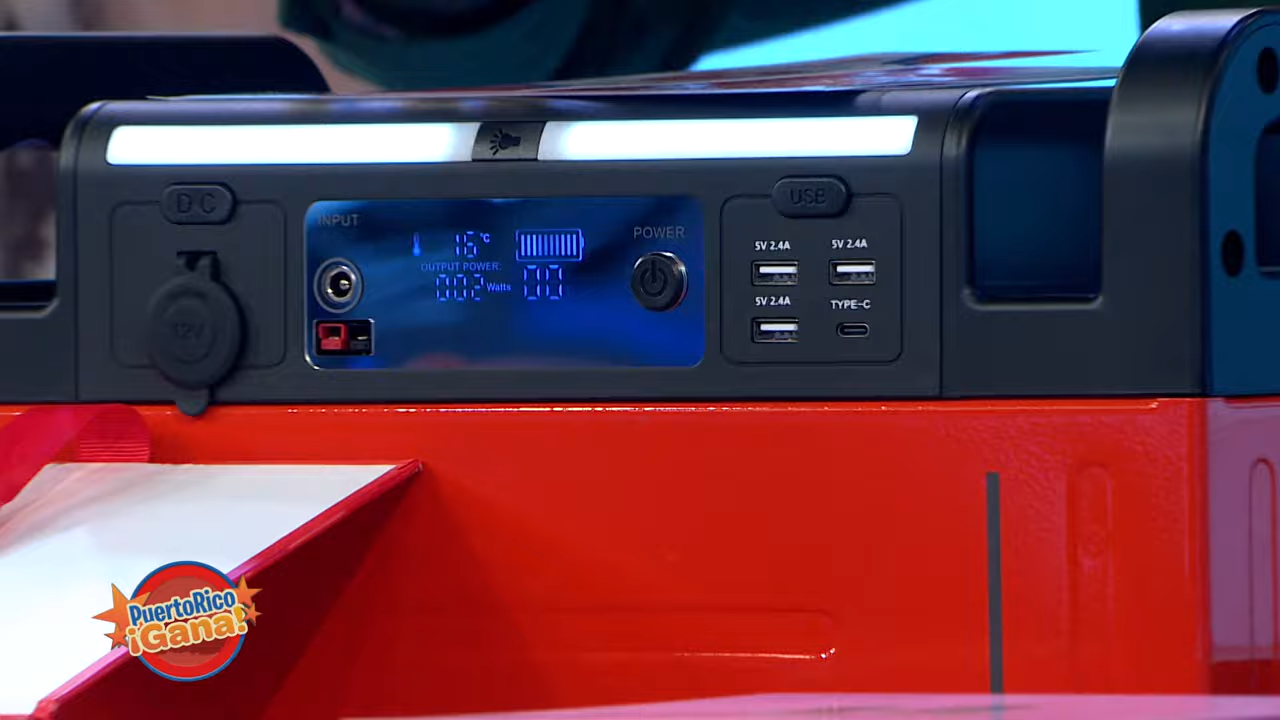 DC
INPUT
16°C
OUTPUT POWER:
002 Watts
00
POWER
12V
USB
5V 2.4A
5V 2.4A
5V 2.4A
TYPE-C
PuertoRico
¡Gana!